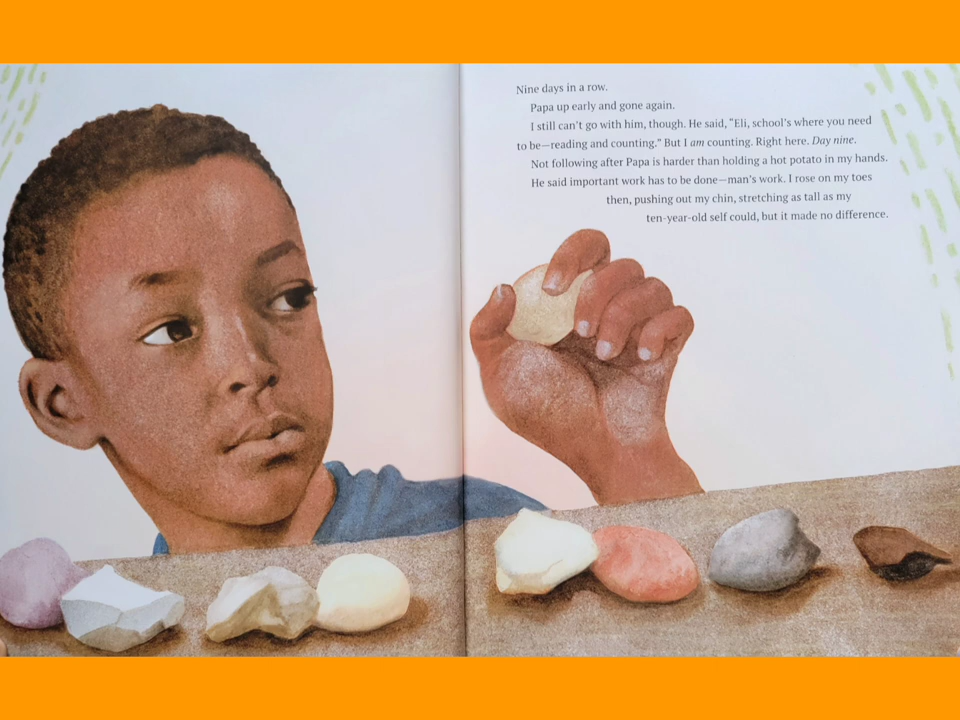 Nine days in a row.
Papa up early and gone again.
I still can't go with him, though. He said, “Eli, school's where you need
to be—reading and counting.” But I am counting. Right here. Day nine.
Not following after Papa is harder than holding a hot potato in my hands.
He said important work has to be done—man's work. I rose on my toes
then, pushing out my chin, stretching as tall as my
ten-year-old self could, but it made no difference.